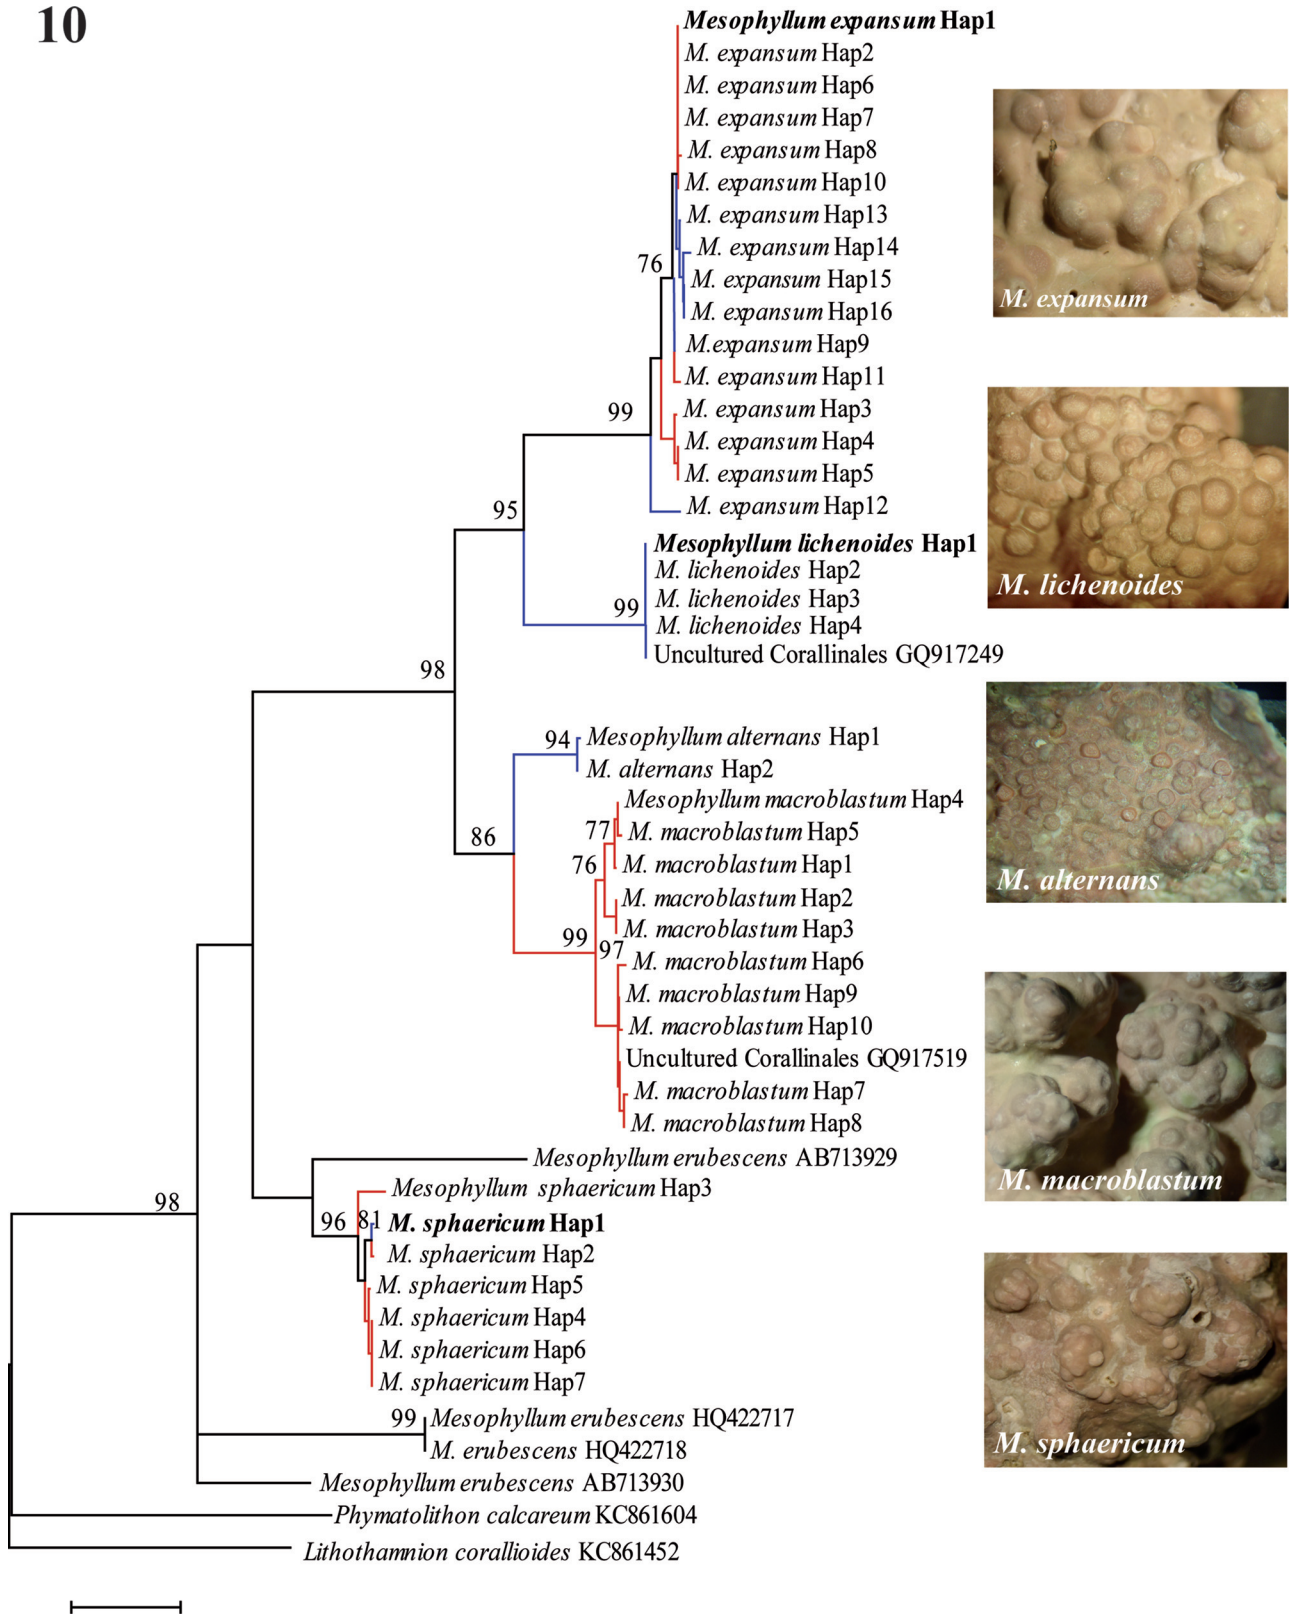 10
Mesophyllum expansum Hap1
M. expansum Hap2
M. expansum Hap6
M. expansum Hap7
M. expansum Hap8
M. expansum Hap10
M. expansum Hap13
M. expansum Hap14
76
M. expansum Hap15
M. expansum Hap16
M. expansum
M.expansum Hap9
M. expansum Hap11
99
M. expansum Hap3
M. expansum Hap4
M. expansum Hap5
95
M. expansum Hap12
Mesophyllum lichenoides Hap1
M. lichenoides Hap2
M. lichenoides
99
M. lichenoides Hap3
M. lichenoides Hap4
Uncultured Corallinales GQ917249
98
94
Mesophyllum alternans Hap1
M. alternans Hap2
Mesophyllum macroblastum Hap4
86
77
M. macroblastum Hap5
76
M. macroblastum Hap1
M. alternans
M. macroblastum Hap2
M. macroblastum Hap3
99
97
M. macroblastum Hap6
M. macroblastum Hap9
M. macroblastum Hap10
Uncultured Corallinales GQ917519
M. macroblastum Hap7
M. macroblastum Hap8
Mesophyllum erubescens AB713929
M. macroblastum
Mesophyllum sphaericum Hap3
98
96
81
M. sphaericum Hap1
M. sphaericum Hap2
M. sphaericum Hap5
M. sphaericum Hap4
M. sphaericum Hap6
M. sphaericum Hap7
99
Mesophyllum erubescens HQ422717
M. erubescens HQ422718
M. sphaericum
Mesophyllum erubescens AB713930
Phymatolithon calcareum KC861604
Lithothamnion corallioides KC861452